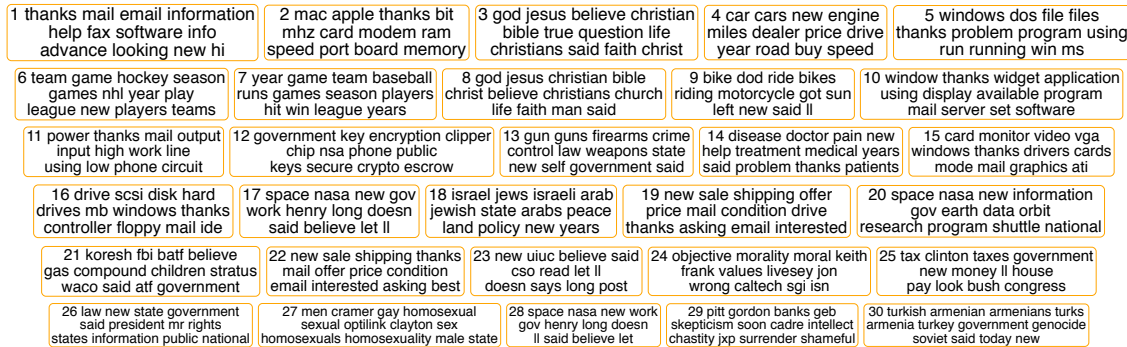 1 thanks mail email information
help fax software info
advance looking new hi
2 mac apple thanks bit
mhz card modem ram
speed port board memory
3 god jesus believe christian
bible true question life
christians said faith christ
4 car cars new engine
miles dealer price drive
year road buy speed
5 windows dos file files
thanks problem program using
run running win ms
6 team game hockey season
games nhl year play
league new players teams
7 year game team baseball
runs games season players
hit win league years
8 god jesus christian bible
christ believe christians church
life faith man said
9 bike dod ride bikes
riding motorcycle got sun
left new said ll
10 window thanks widget application
using display available program
mail server set software
11 power thanks mail output
input high work line
using low phone circuit
12 government key encryption clipper
chip nsa phone public
keys secure crypto escrow
13 gun guns firearms crime
control law weapons state
new self government said
14 disease doctor pain new
help treatment medical years
said problem thanks patients
15 card monitor video vga
windows thanks drivers cards
mode mail graphics ati
16 drive scsi disk hard
drives mb windows thanks
controller floppy mail ide
17 space nasa new gov
work henry long doesn
said believe let ll
18 israel jews israeli arab
jewish state arabs peace
land policy new years
19 new sale shipping offer
price mail condition drive
thanks asking email interested
20 space nasa new information
gov earth data orbit
research program shuttle national
21 koresh fbi batf believe
gas compound children stratus
waco said atf government
22 new sale shipping thanks
mail offer price condition
email interested asking best
23 new uiuc believe said
cso read let ll
doesn says long post
24 objective morality moral keith
frank values livesey jon
wrong caltech sgi isn
25 tax clinton taxes government
new money ll house
pay look bush congress
26 law new state government
said president mr rights
states information public national
27 men cramer gay homosexual
sexual optilink clayton sex
homosexuals homosexuality male state
28 space nasa new work
gov henry long doesn
ll said believe let
29 pitt gordon banks geb
skepticism soon cadre intellect
chastity jxp surrender shameful
30 turkish armenian armenians turks
armenia turkey government genocide
soviet said today new